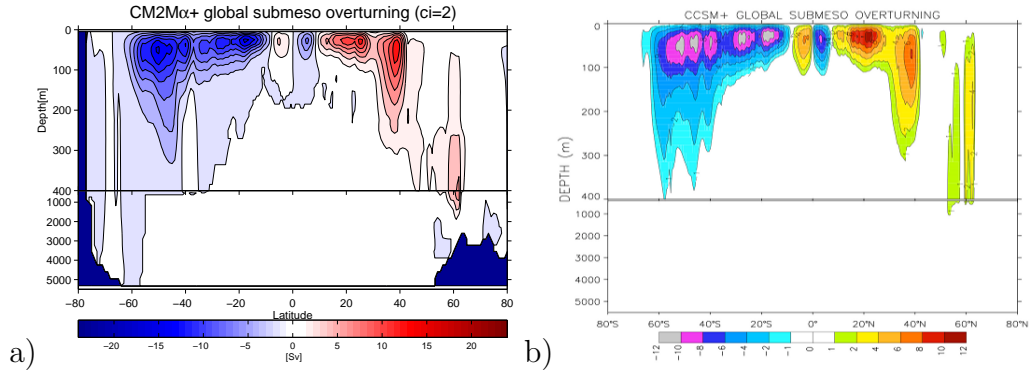 CM2Mα+ global submeso overturning (ci=2)
0
100
200
300
400
1000
2000
3000
4000
5000
Depth[m]
−80 −60 −40 −20 0 20 40 60 80
Latitude
−20 −15 −10 −5 0 5 10 15 20
[Sv]
a)
CCSM+ GLOBAL SUBMESO OVERTURNING
0
100
200
300
400
1000
2000
3000
4000
5000
DEPTH (m)
80°S 60°S 40°S 20°S 0° 20°N 40°N 60°N 80°N
−12 −10 −8 −6 −4 −2 −1 0 1 2 4 6 8 10 12
b)